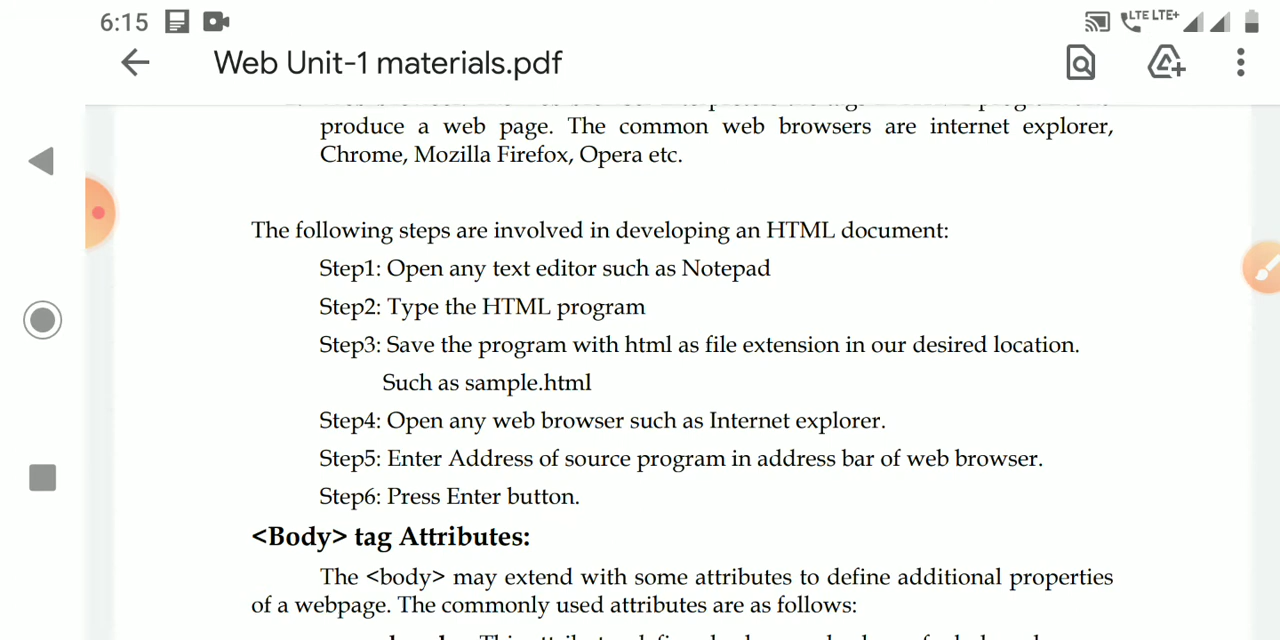 6:15
LTE LTE+
Web Unit-1 materials.pdf
produce a web page. The common web browsers are internet explorer,
Chrome, Mozilla Firefox, Opera etc.
The following steps are involved in developing an HTML document:
Step1: Open any text editor such as Notepad
Step2: Type the HTML program
Step3: Save the program with html as file extension in our desired location.
Such as sample.html
Step4: Open any web browser such as Internet explorer.
Step5: Enter Address of source program in address bar of web browser.
Step6: Press Enter button.
<Body> tag Attributes:
The <body> may extend with some attributes to define additional properties
of a webpage. The commonly used attributes are as follows: